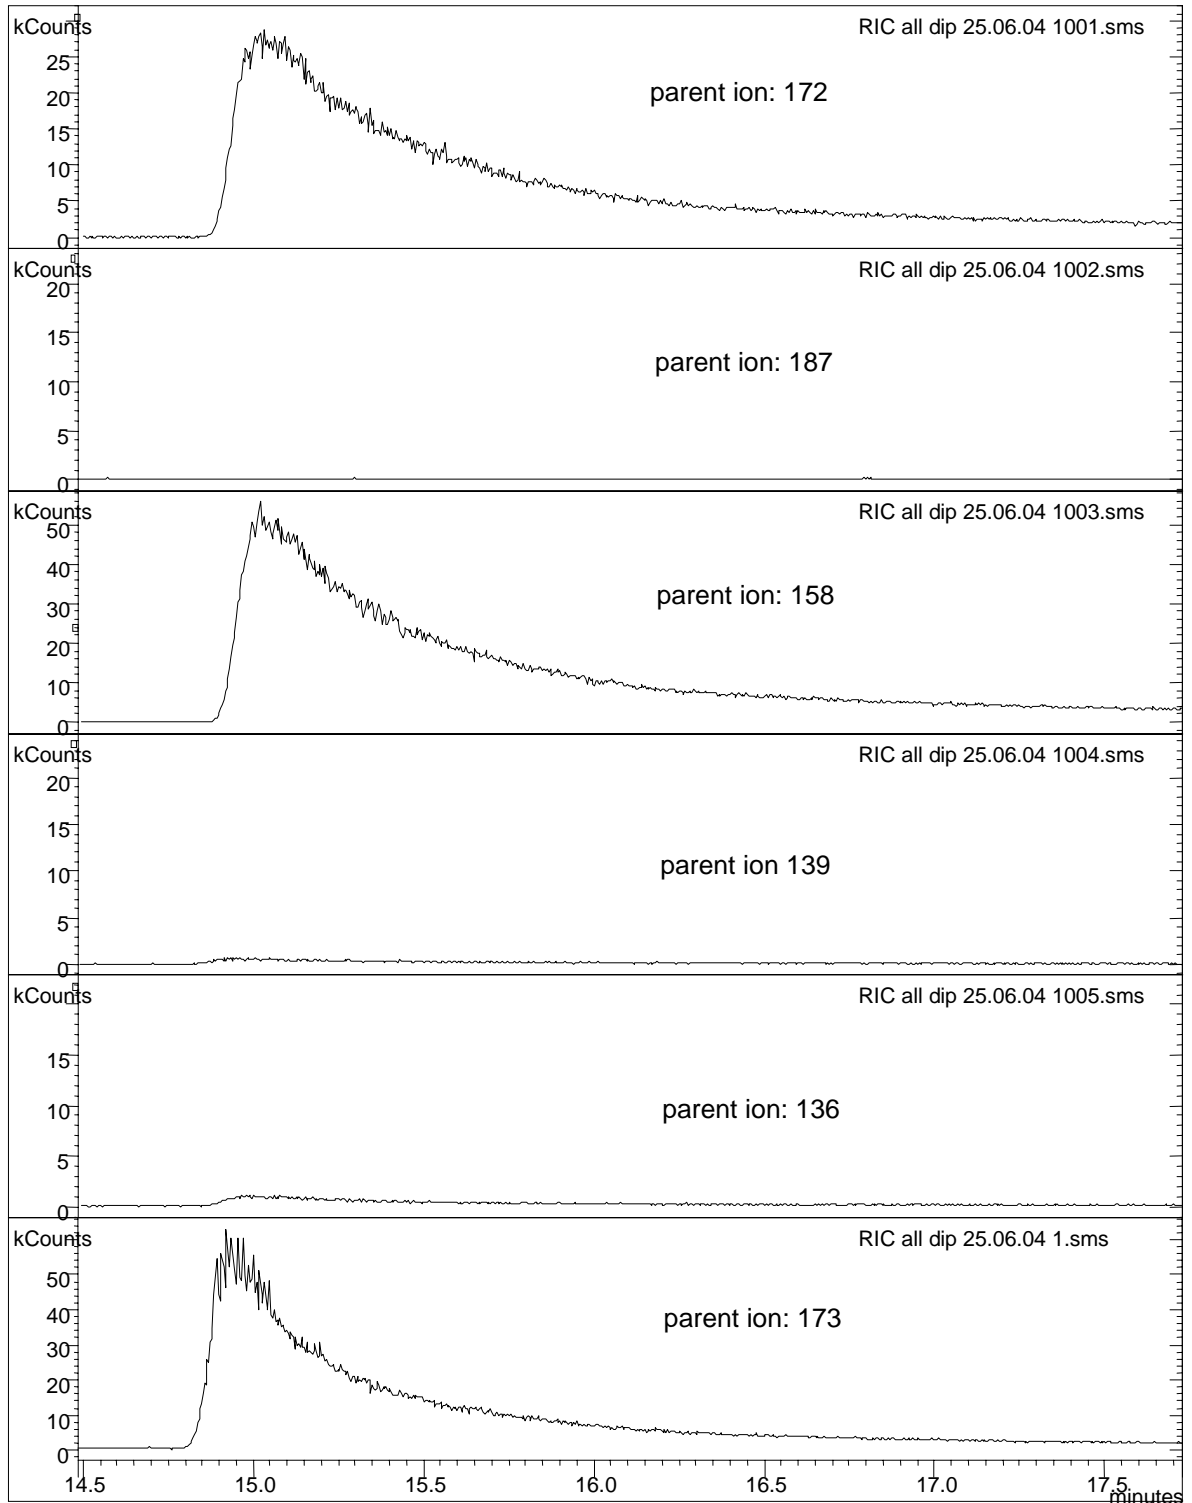 kCounts RIC all dip 25.06.04 1001.sms
25
parent ion: 172
20
15
10
5
0
kCounts RIC all dip 25.06.04 1002.sms
20
15
parent ion: 187
10
5
0
kCounts RIC all dip 25.06.04 1003.sms
50
40
parent ion: 158
30
20
10
0
kCounts RIC all dip 25.06.04 1004.sms
20
15
parent ion 139
10
5
0
kCounts RIC all dip 25.06.04 1005.sms
15
parent ion: 136
10
5
0
kCounts RIC all dip 25.06.04 1.sms
50
parent ion: 173
40
30
20
10
0
14.5 15.0 15.5 16.0 16.5 17.0 17.5
minutes